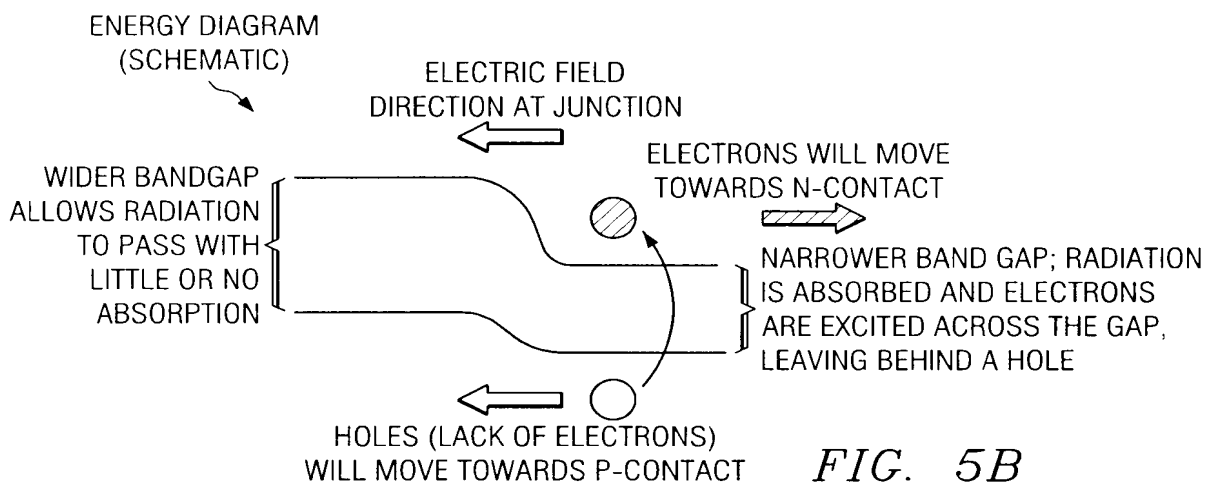 ENERGY DIAGRAM
(SCHEMATIC)
ELECTRIC FIELD
DIRECTION AT JUNCTION
ELECTRONS WILL MOVE
TOWARDS N-CONTACT
WIDER BANDGAP
ALLOWS RADIATION
TO PASS WITH
LITTLE OR NO
ABSORPTION
NARROWER BAND GAP; RADIATION
IS ABSORBED AND ELECTRONS
ARE EXCITED ACROSS THE GAP,
LEAVING BEHIND A HOLE
HOLES (LACK OF ELECTRONS)
WILL MOVE TOWARDS P-CONTACT
FIG. 5B